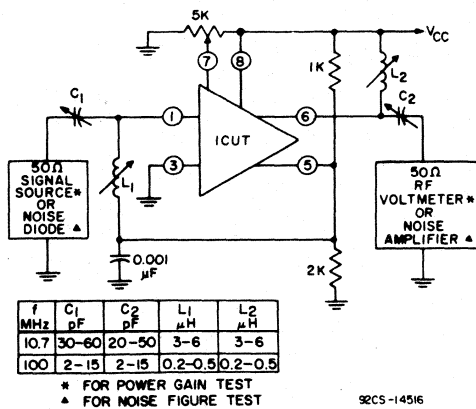 5K
VCC
7
8
1K
L2
C1
C2
1
6
ICUT
3
5
L1
50Ω
SIGNAL
SOURCE*
OR
NOISE
DIODE ▲
50Ω
RF
VOLTMETER*
OR
NOISE
AMPLIFIER ▲
0.001
μF
2K
f MHz C1 pF C2 pF L1 μH L2 μH
10.7 30-60 20-50 3-6 3-6
100 2-15 2-15 0.2-0.5 0.2-0.5
* FOR POWER GAIN TEST
▲ FOR NOISE FIGURE TEST
92CS-14516